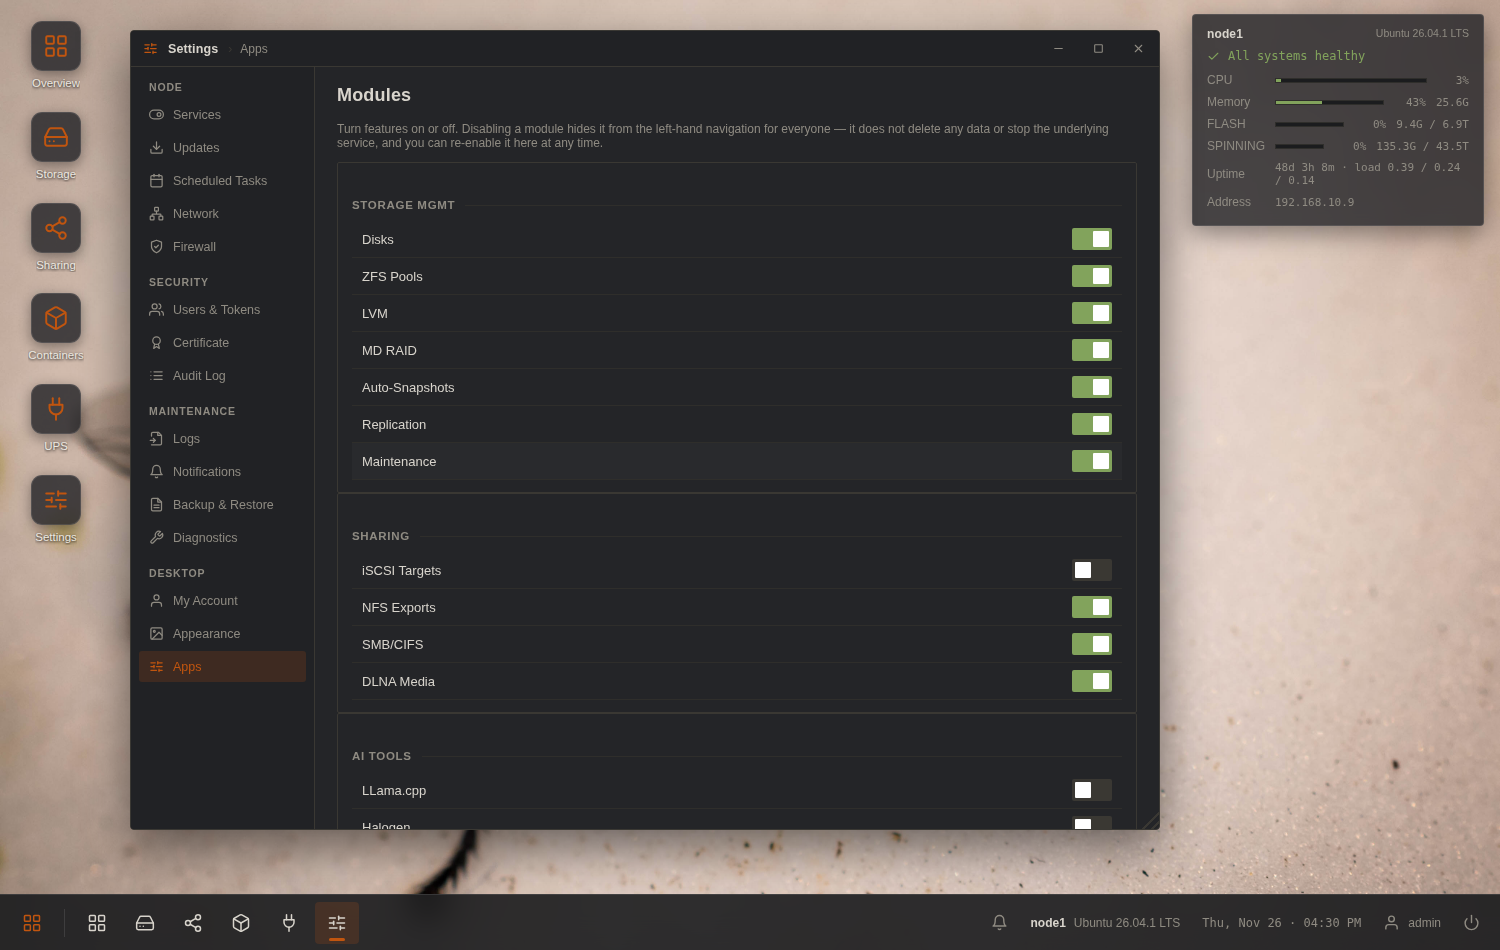 Overview
Storage
Sharing
Containers
UPS
Settings
Settings › Apps
NODE
Services
Updates
Scheduled Tasks
Network
Firewall
SECURITY
Users & Tokens
Certificate
Audit Log
MAINTENANCE
Logs
Notifications
Backup & Restore
Diagnostics
DESKTOP
My Account
Appearance
Apps
Modules
Turn features on or off. Disabling a module hides it from the left-hand navigation for everyone — it does not delete any data or stop the underlying
service, and you can re-enable it here at any time.
STORAGE MGMT
Disks
ZFS Pools
LVM
MD RAID
Auto-Snapshots
Replication
Maintenance
SHARING
iSCSI Targets
NFS Exports
SMB/CIFS
DLNA Media
AI TOOLS
LLama.cpp
Halogen
node1 Ubuntu 26.04.1 LTS
All systems healthy
CPU 3%
Memory 43% 25.6G
FLASH 0% 9.4G / 6.9T
SPINNING 0% 135.3G / 43.5T
Uptime 48d 3h 8m · load 0.39 / 0.24
/ 0.14
Address 192.168.10.9
node1 Ubuntu 26.04.1 LTS Thu, Nov 26 · 04:30 PM admin